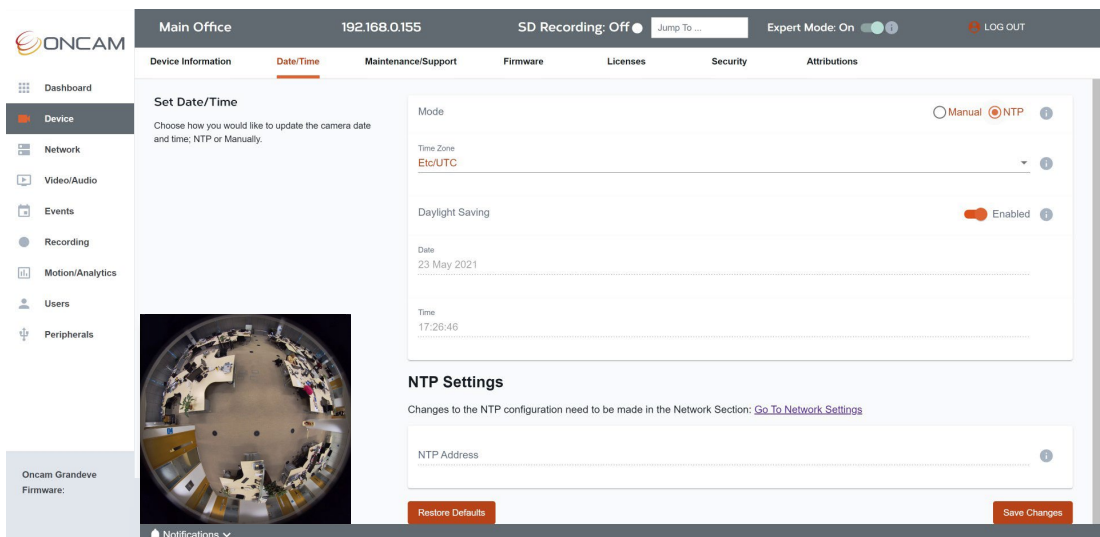 ONCAM
Main Office
192.168.0.155
SD Recording: Off
Jump To ...
Expert Mode: On
LOG OUT
Device Information
Date/Time
Maintenance/Support
Firmware
Licenses
Security
Attributions
Dashboard
Device
Network
Video/Audio
Events
Recording
Motion/Analytics
Users
Peripherals
Oncam Grandeve
Firmware:
Set Date/Time
Choose how you would like to update the camera date
and time; NTP or Manually.
Mode
Manual
NTP
Time Zone
Etc/UTC
Daylight Saving
Enabled
Date
23 May 2021
Time
17:26:46
NTP Settings
Changes to the NTP configuration need to be made in the Network Section: Go To Network Settings
NTP Address
Restore Defaults
Save Changes
Notifications